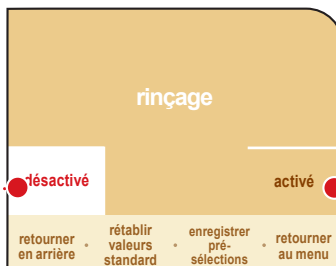 rinçage
désactivé
activé
retourner
en arrière
rétablir
valeurs
standard
enregistrer
pré-
sélections
retourner
au menu